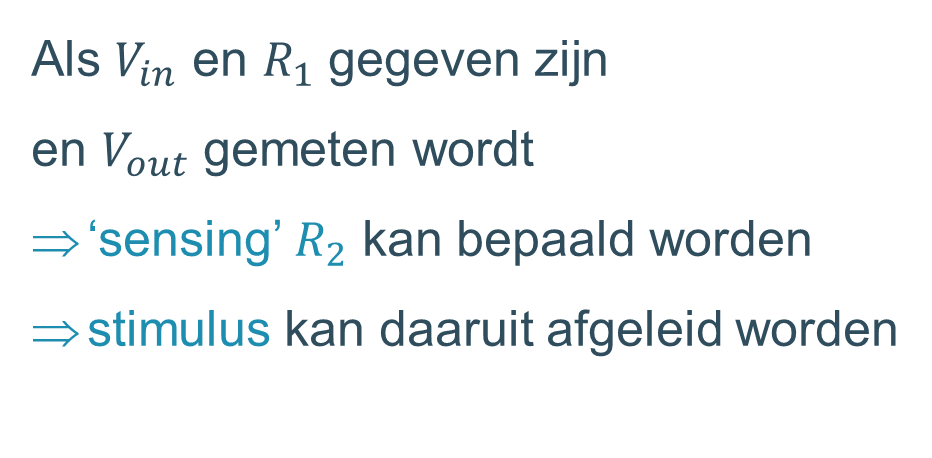 Als V_in en R_1 gegeven zijn
en V_out gemeten wordt
⇒ ‘sensing’ R_2 kan bepaald worden
⇒ stimulus kan daaruit afgeleid worden